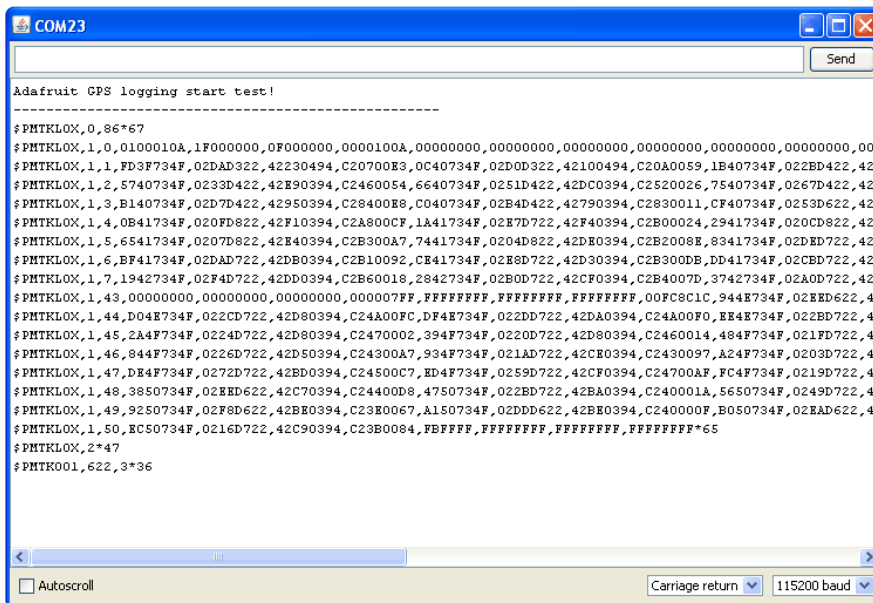 COM23
Send
Adafruit GPS logging start test!
----------------------------------------------------
$PMTKLOX,0,86*67
$PMTKLOX,1,0,0100010A,1F000000,0F000000,0000100A,00000000,00000000,00000000,00000000,00000000,00000000,00
$PMTKLOX,1,1,FD3F734F,02DAD322,42230494,C20700E3,0C40734F,02D0D322,42100494,C20A0059,1B40734F,022BD422,42
$PMTKLOX,1,2,5740734F,0233D422,42E90394,C2460054,6640734F,0251D422,42DC0394,C2520026,7540734F,0267D422,42
$PMTKLOX,1,3,B140734F,02D7D422,42950394,C28400E8,C040734F,02B4D422,42790394,C2830011,CF40734F,0253D622,42
$PMTKLOX,1,4,0B41734F,020FD822,42F10394,C2A800CF,1A41734F,02E7D722,42F40394,C2B00024,2941734F,020CD822,42
$PMTKLOX,1,5,6541734F,0207D822,42E40394,C2B300A7,7441734F,0204D822,42DE0394,C2B2008E,8341734F,02DED722,42
$PMTKLOX,1,6,BF41734F,02DAD722,42DB0394,C2B10092,CE41734F,02E8D722,42D30394,C2B300DB,DD41734F,02CBD722,42
$PMTKLOX,1,7,1942734F,02F4D722,42DD0394,C2B60018,2842734F,02B0D722,42CF0394,C2B4007D,3742734F,02A0D722,42
$PMTKLOX,1,43,00000000,00000000,00000000,000007FF,FFFFFFFF,FFFFFFFF,FFFFFFFF,00FC8C1C,944E734F,02EED622,4
$PMTKLOX,1,44,D04E734F,022CD722,42D80394,C24A00FC,DF4E734F,022DD722,42DA0394,C24A00F0,EE4E734F,022BD722,4
$PMTKLOX,1,45,2A4F734F,0224D722,42D80394,C2470002,394F734F,0220D722,42D80394,C2460014,484F734F,021FD722,4
$PMTKLOX,1,46,844F734F,0226D722,42D50394,C24300A7,934F734F,021AD722,42CE0394,C2430097,A24F734F,0203D722,4
$PMTKLOX,1,47,DE4F734F,0272D722,42BD0394,C24500C7,ED4F734F,0259D722,42CF0394,C24700AF,FC4F734F,0219D722,4
$PMTKLOX,1,48,3850734F,02EED622,42C70394,C24400D8,4750734F,022BD722,42BA0394,C240001A,5650734F,0249D722,4
$PMTKLOX,1,49,9250734F,02F8D622,42BE0394,C23E0067,A150734F,02DDD622,42BE0394,C240000F,B050734F,02EAD622,4
$PMTKLOX,1,50,EC50734F,0216D722,42C90394,C23B0084,FBFFFF,FFFFFFFF,FFFFFFFF,FFFFFFFF*65
$PMTKLOX,2*47
$PMTK001,622,3*36
Autoscroll
Carriage return
115200 baud